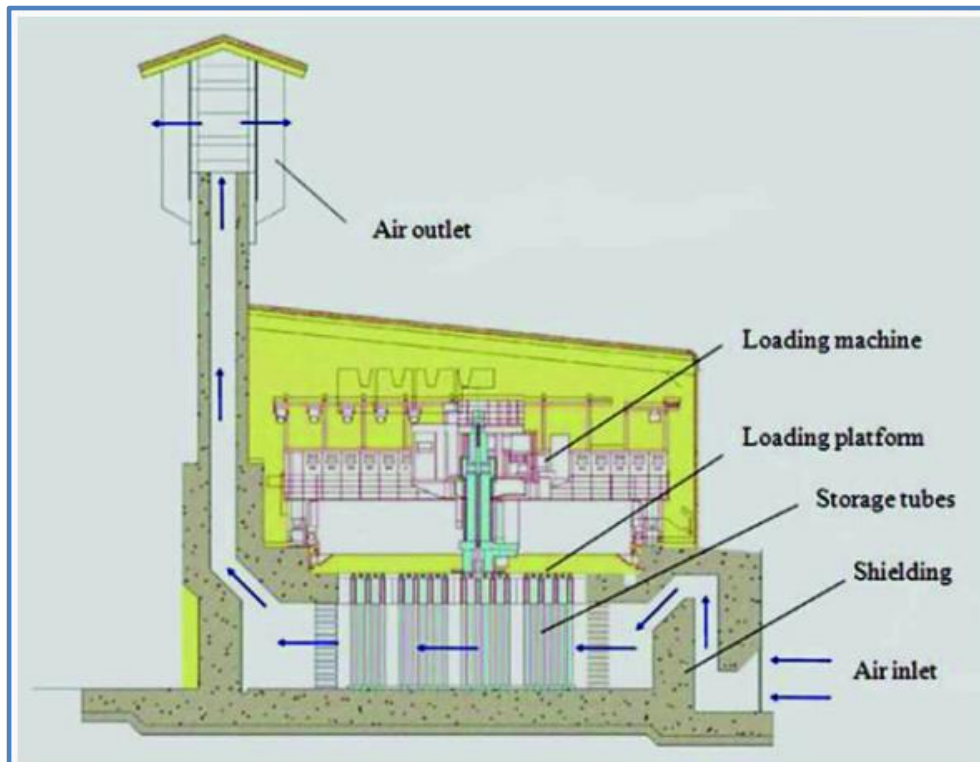 Air outlet
Loading machine
Loading platform
Storage tubes
Shielding
Air inlet